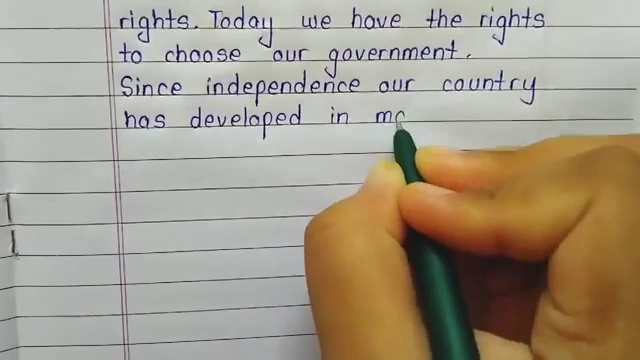 rights. Today we have the rights
to choose our government.
Since independence our country
has developed in